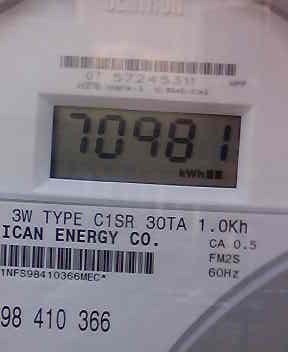 07 57245311
70981
kWh
3W TYPE C1SR 30TA 1.0Kh
ICAN ENERGY CO.
CA 0.5
FM2S
60Hz
1NFS98410366MEC*
98 410 366